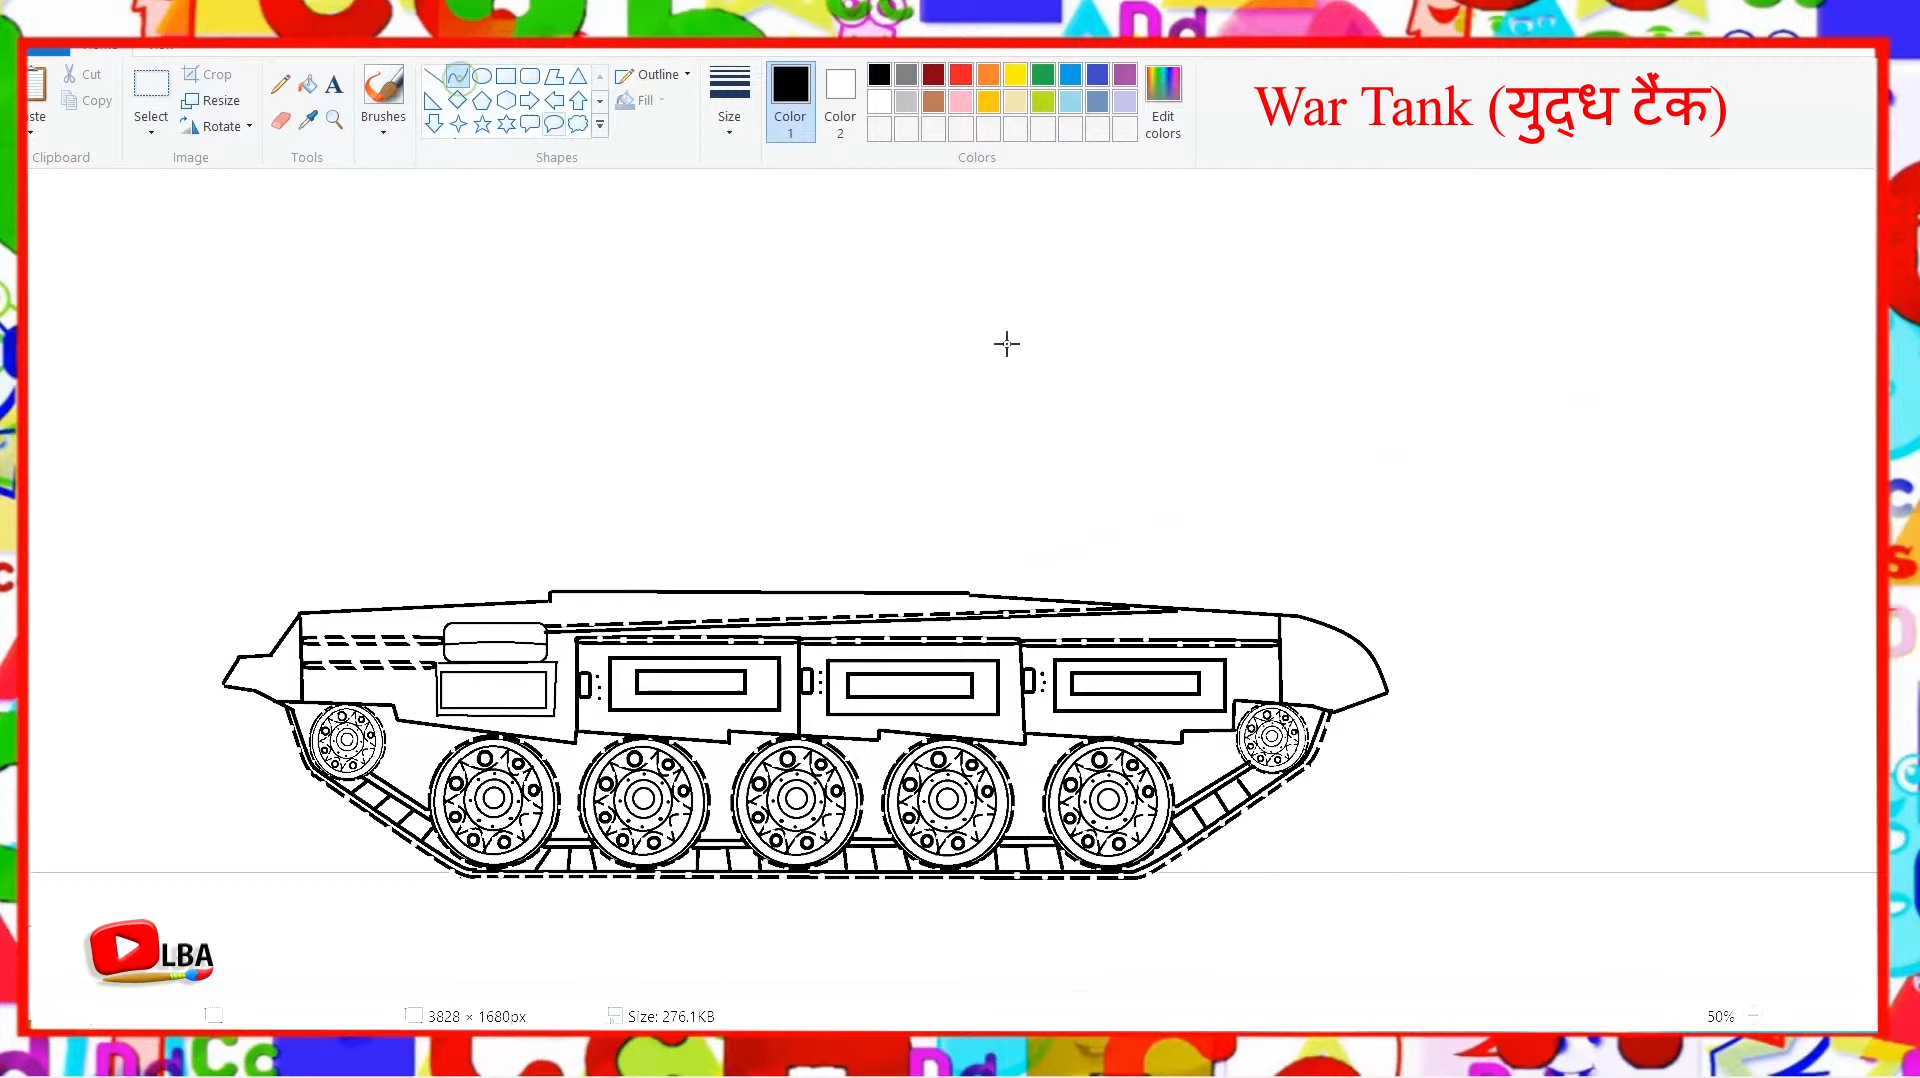 Cut
Copy
Crop
Resize
Rotate
Select
Brushes
Outline
Fill
Size
Color
1
Color
2
Edit
colors
Clipboard
Image
Tools
Shapes
Colors
War Tank (युद्ध टैंक)
LBA
3828 × 1680px
Size: 276.1KB
50%